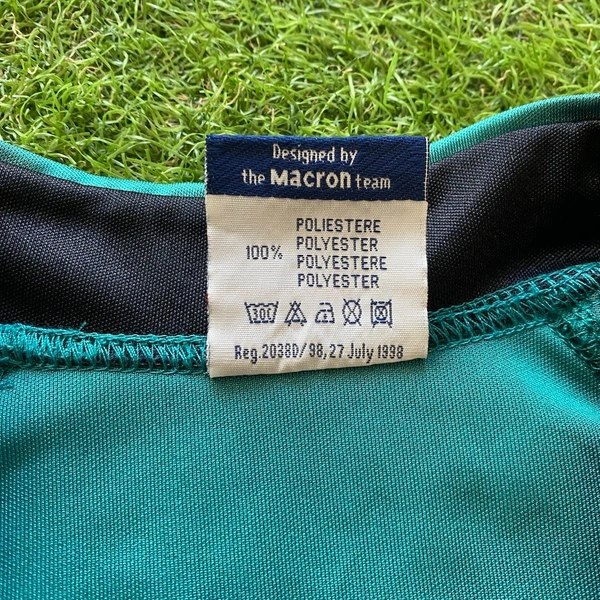 Designed by
the Macron team
100%
POLIESTERE
POLYESTER
POLYESTERE
POLYESTER
30°
Reg.2038D/98,27 July 1998